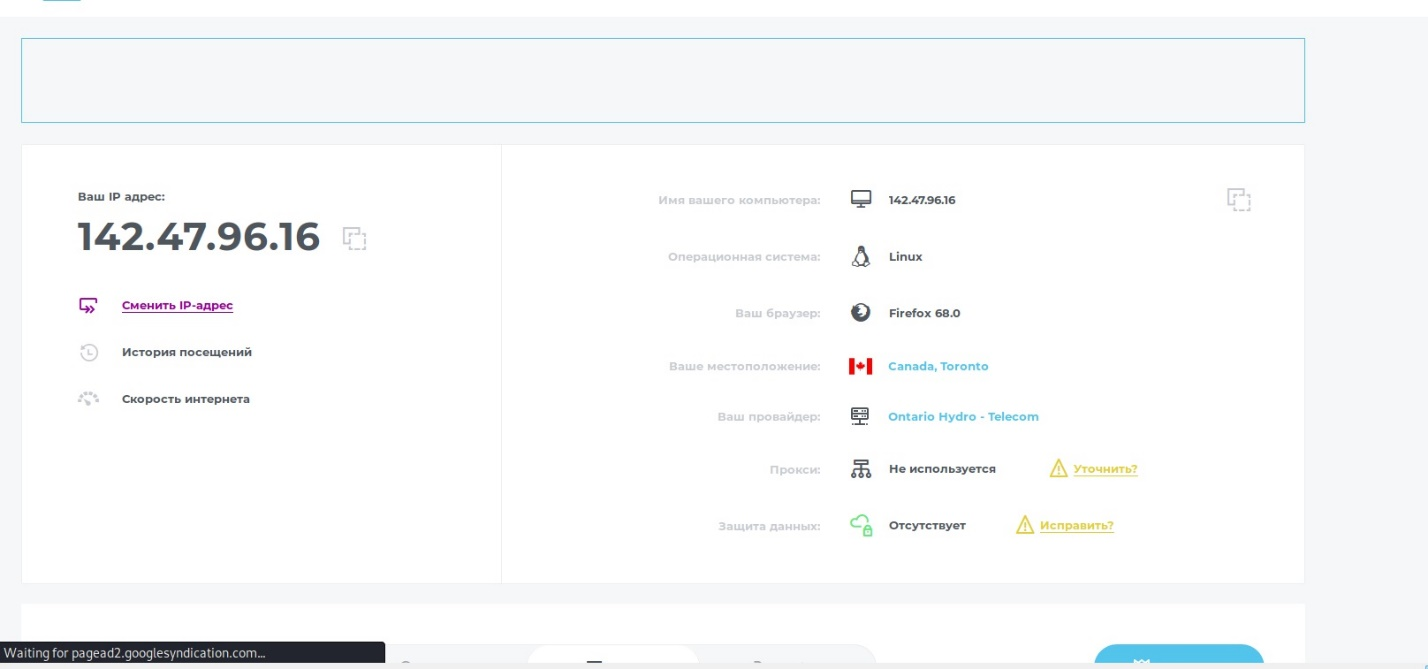 Ваш IP адрес:
142.47.96.16
Сменить IP-адрес
История посещений
Скорость интернета
Имя вашего компьютера: 142.47.96.16
Операционная система: Linux
Ваш браузер: Firefox 68.0
Ваше местоположение: Canada, Toronto
Ваш провайдер: Ontario Hydro - Telecom
Прокси: Не используется Уточнить?
Защита данных: Отсутствует Исправить?
Waiting for pagead2.googlesyndication.com...